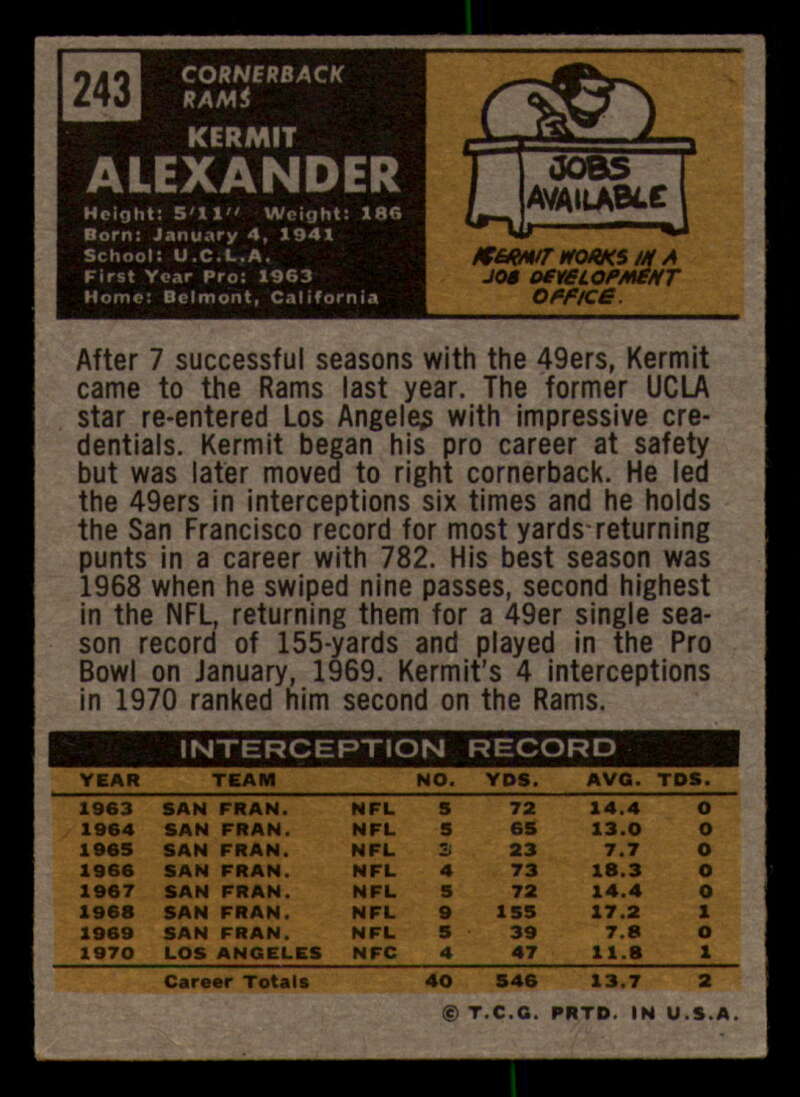 243
CORNERBACK
RAMS
KERMIT
ALEXANDER
Height: 5'11" Weight: 186
Born: January 4, 1941
School: U.C.L.A.
First Year Pro: 1963
Home: Belmont, California
JOBS
AVAILABLE
KERMIT WORKS IN A
JOB DEVELOPMENT
OFFICE.
After 7 successful seasons with the 49ers, Kermit
came to the Rams last year. The former UCLA
star re-entered Los Angeles with impressive cre-
dentials. Kermit began his pro career at safety
but was later moved to right cornerback. He led
the 49ers in interceptions six times and he holds
the San Francisco record for most yards returning
punts in a career with 782. His best season was
1968 when he swiped nine passes, second highest
in the NFL, returning them for a 49er single sea-
son record of 155-yards and played in the Pro
Bowl on January, 1969. Kermit's 4 interceptions
in 1970 ranked him second on the Rams.
INTERCEPTION RECORD
YEAR TEAM NO. YDS. AVG. TDS.
1963 SAN FRAN. NFL 5 72 14.4 0
1964 SAN FRAN. NFL 5 65 13.0 0
1965 SAN FRAN. NFL 3 23 7.7 0
1966 SAN FRAN. NFL 4 73 18.3 0
1967 SAN FRAN. NFL 5 72 14.4 0
1968 SAN FRAN. NFL 9 155 17.2 1
1969 SAN FRAN. NFL 5 39 7.8 0
1970 LOS ANGELES NFC 4 47 11.8 1
Career Totals 40 546 13.7 2
© T.C.G. PRTD. IN U.S.A.